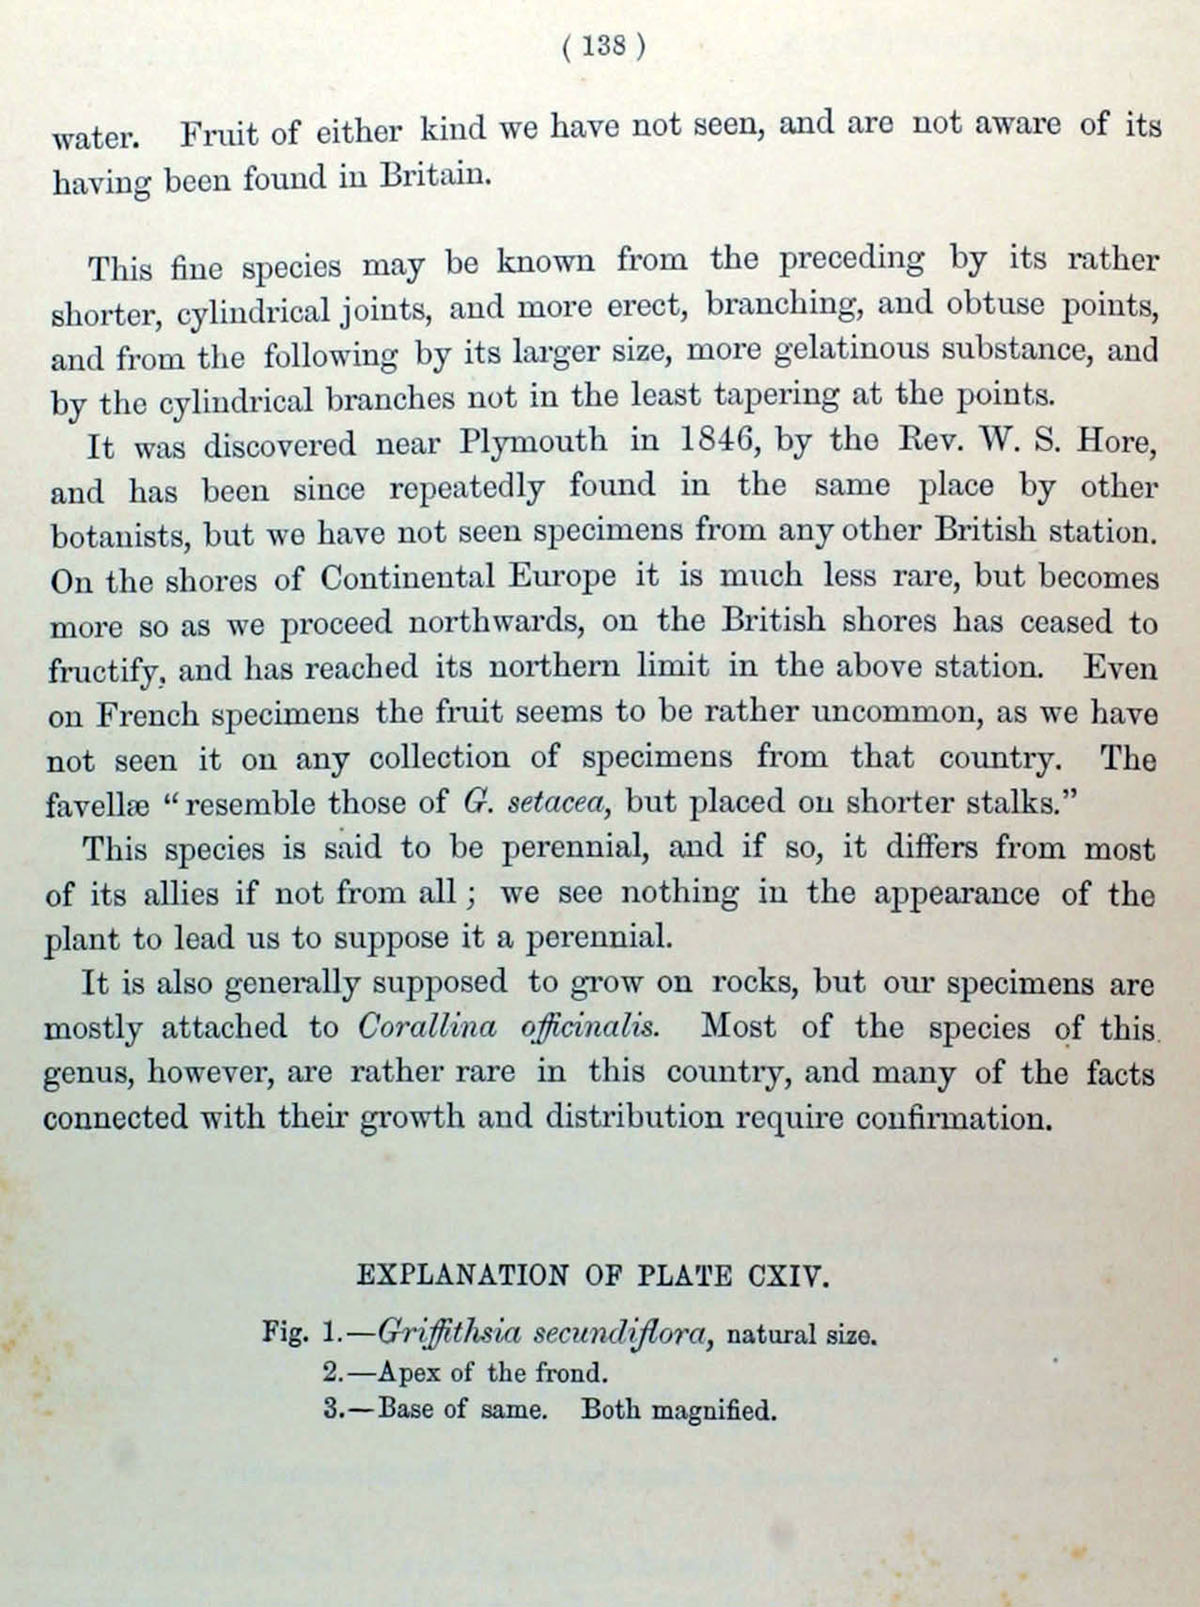 ( 138 )
water. Fruit of either kind we have not seen, and are not aware of its
having been found in Britain.
This fine species may be known from the preceding by its rather
shorter, cylindrical joints, and more erect, branching, and obtuse points,
and from the following by its larger size, more gelatinous substance, and
by the cylindrical branches not in the least tapering at the points.
It was discovered near Plymouth in 1846, by the Rev. W. S. Hore,
and has been since repeatedly found in the same place by other
botanists, but we have not seen specimens from any other British station.
On the shores of Continental Europe it is much less rare, but becomes
more so as we proceed northwards, on the British shores has ceased to
fructify, and has reached its northern limit in the above station. Even
on French specimens the fruit seems to be rather uncommon, as we have
not seen it on any collection of specimens from that country. The
favellæ “resemble those of G. setacea, but placed on shorter stalks.”
This species is said to be perennial, and if so, it differs from most
of its allies if not from all ; we see nothing in the appearance of the
plant to lead us to suppose it a perennial.
It is also generally supposed to grow on rocks, but our specimens are
mostly attached to Corallina officinalis. Most of the species of this
genus, however, are rather rare in this country, and many of the facts
connected with their growth and distribution require confirmation.
EXPLANATION OF PLATE CXIV.
Fig. 1.—Griffithsia secundiflora, natural size.
2.—Apex of the frond.
3.—Base of same. Both magnified.